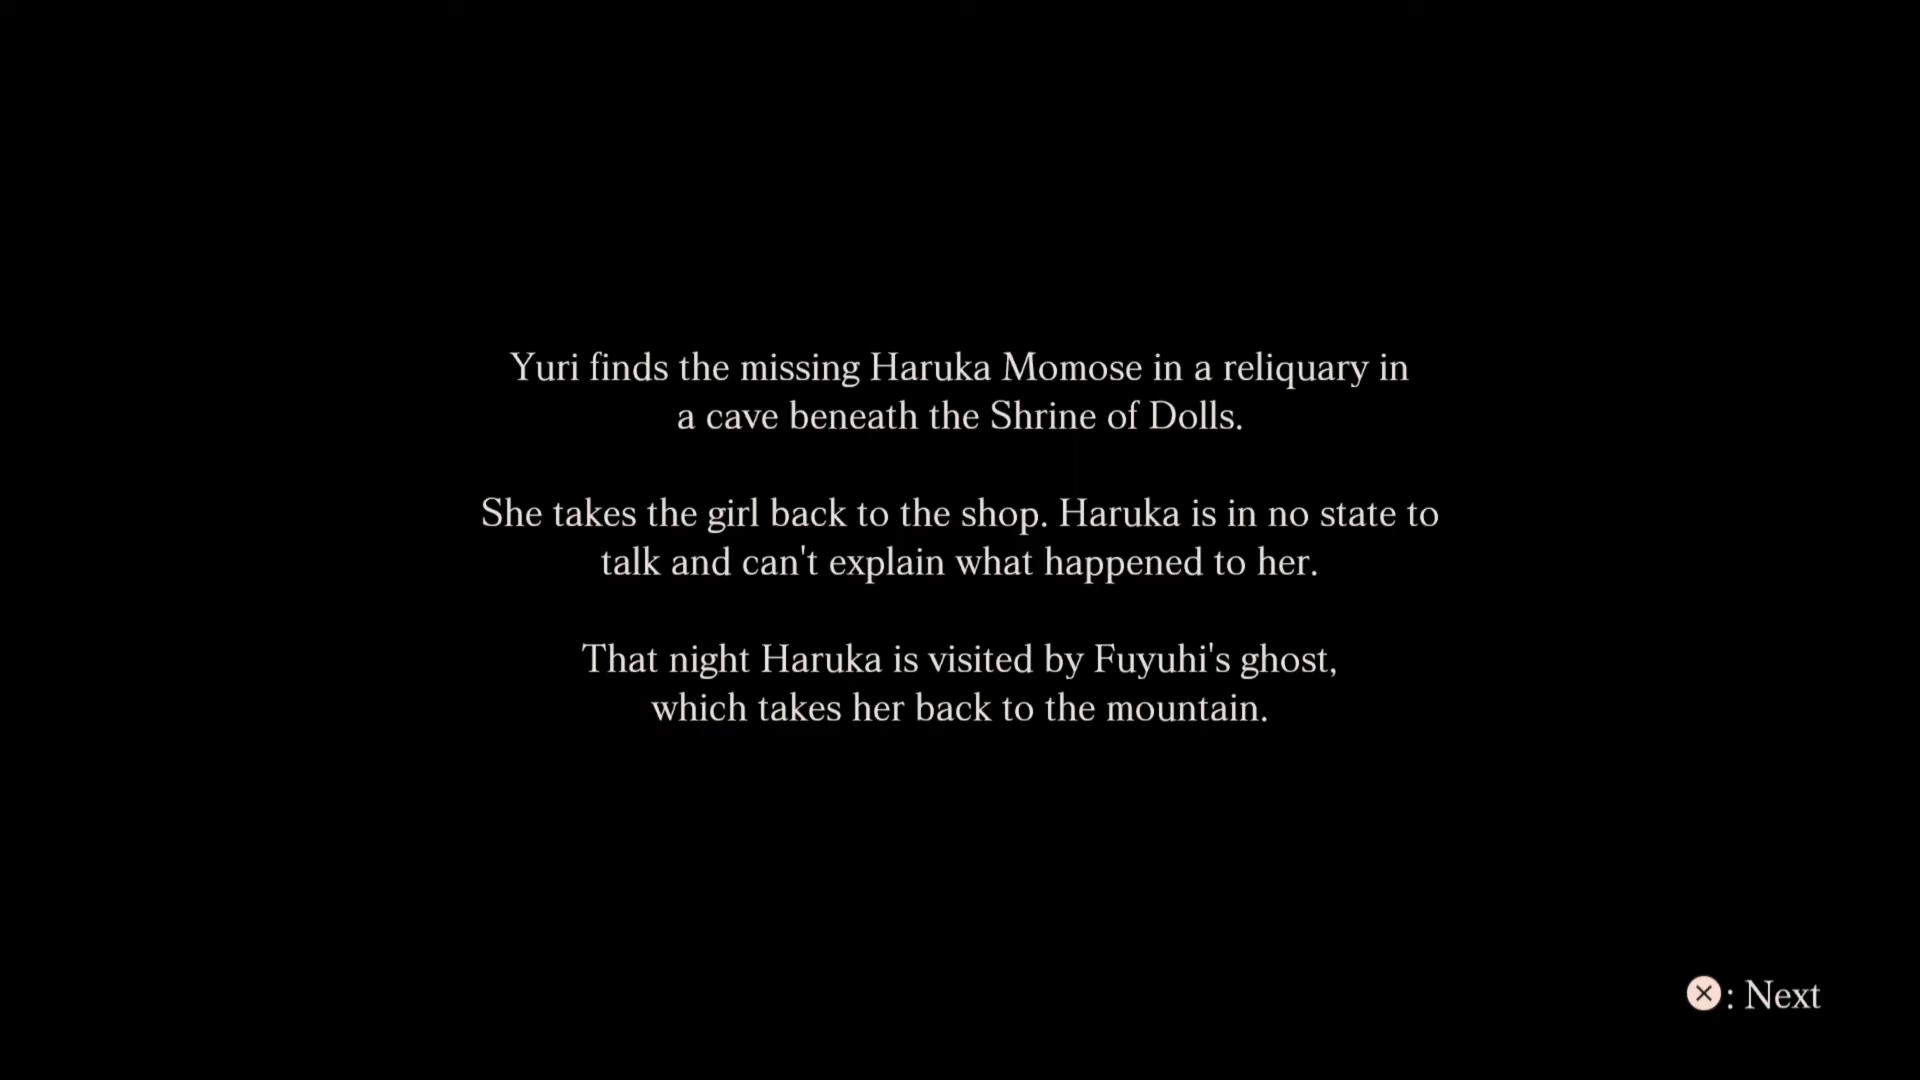 Yuri finds the missing Haruka Momose in a reliquary in
a cave beneath the Shrine of Dolls.
She takes the girl back to the shop. Haruka is in no state to
talk and can't explain what happened to her.
That night Haruka is visited by Fuyuhi's ghost,
which takes her back to the mountain.
: Next